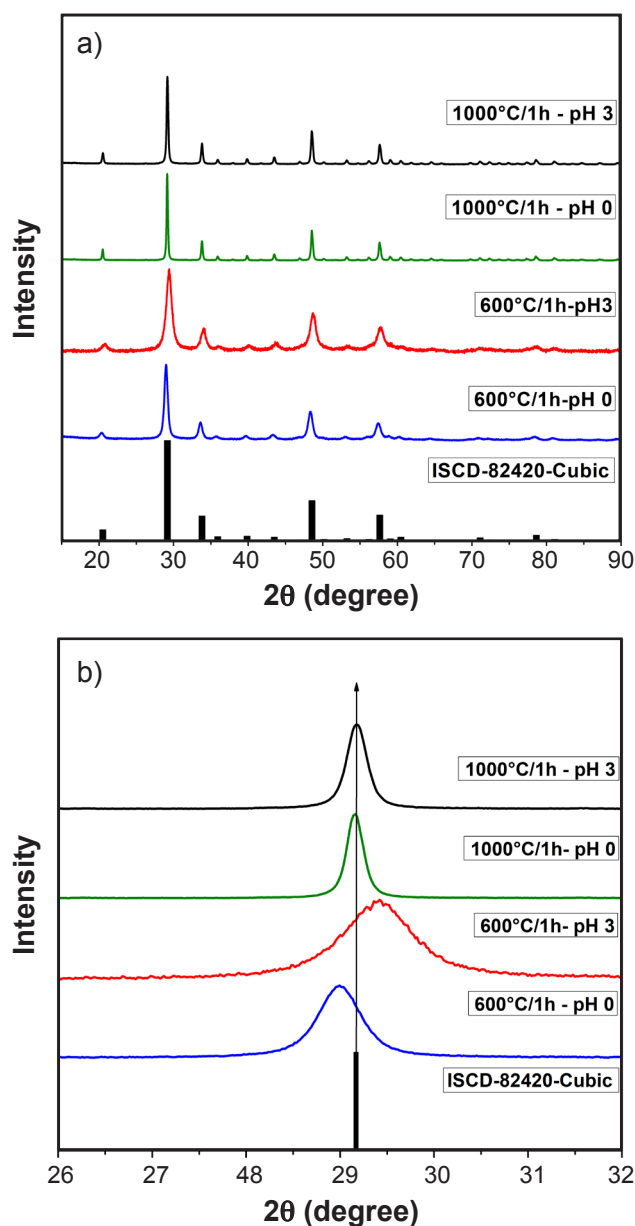 a)
1000°C/1h - pH 3
1000°C/1h - pH 0
600°C/1h-pH3
600°C/1h-pH 0
ISCD-82420-Cubic
Intensity
20 30 40 50 60 70 80 90
2θ (degree)
b)
1000°C/1h - pH 3
1000°C/1h- pH 0
600°C/1h- pH 3
600°C/1h - pH 0
ISCD-82420-Cubic
Intensity
26 27 48 29 30 31 32
2θ (degree)